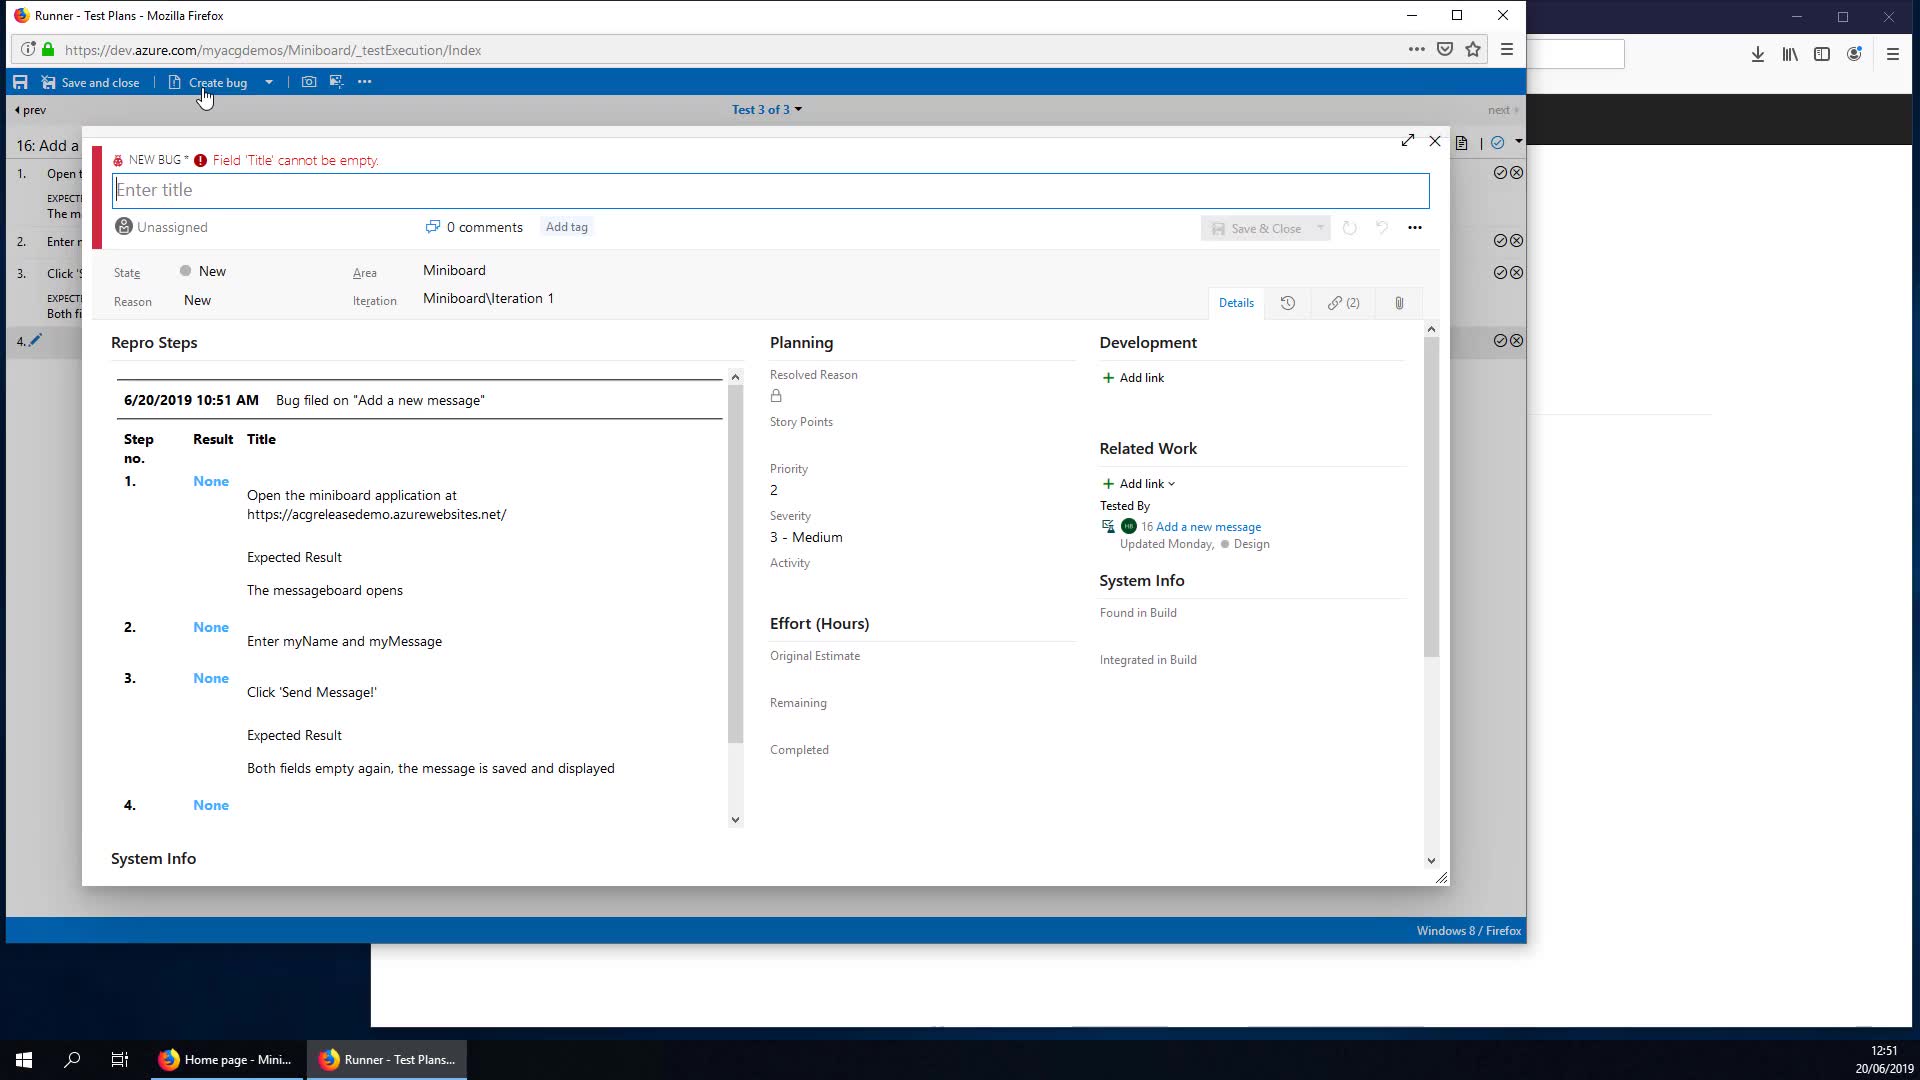 Runner - Test Plans - Mozilla Firefox
https://dev.azure.com/myacgdemos/Miniboard/_testExecution/Index
Save and close
Create bug
prev
Test 3 of 3
next
16: Add a
1. Open t
EXPECTE
The m
2. Enter r
3. Click 'S
EXPECTE
Both fi
4.
NEW BUG *
Field 'Title' cannot be empty.
Enter title
Unassigned
0 comments
Add tag
Save & Close
State New
Area Miniboard
Reason New
Iteration Miniboard\Iteration 1
Details
(2)
Repro Steps
6/20/2019 10:51 AM Bug filed on "Add a new message"
Step no. Result Title
1. None
Open the miniboard application at
https://acgreleasedemo.azurewebsites.net/
Expected Result
The messageboard opens
2. None
Enter myName and myMessage
3. None
Click 'Send Message!'
Expected Result
Both fields empty again, the message is saved and displayed
4. None
System Info
Planning
Resolved Reason
Story Points
Priority
2
Severity
3 - Medium
Activity
Effort (Hours)
Original Estimate
Remaining
Completed
Development
Add link
Related Work
Add link
Tested By
HB 16 Add a new message
Updated Monday, Design
System Info
Found in Build
Integrated in Build
Windows 8 / Firefox
Home page - Mini...
Runner - Test Plans...
12:51
20/06/2019